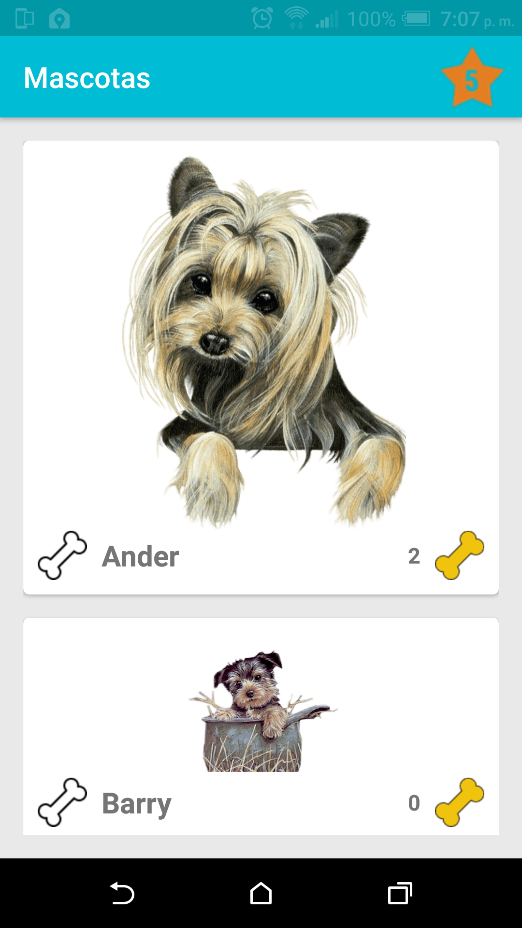 100% 7:07 p. m.
Mascotas 5
Ander 2
Barry 0